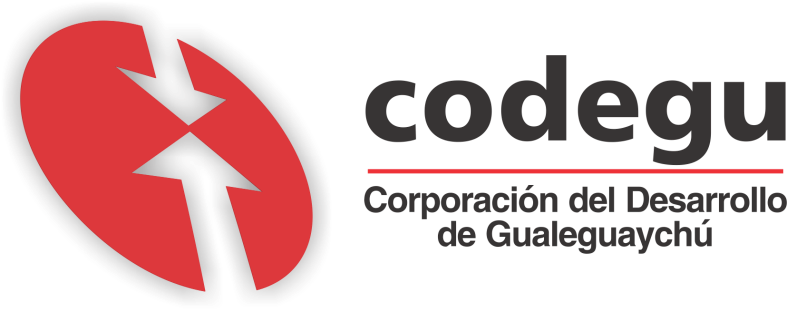 codegu
Corporación del Desarrollo
de Gualeguaychú